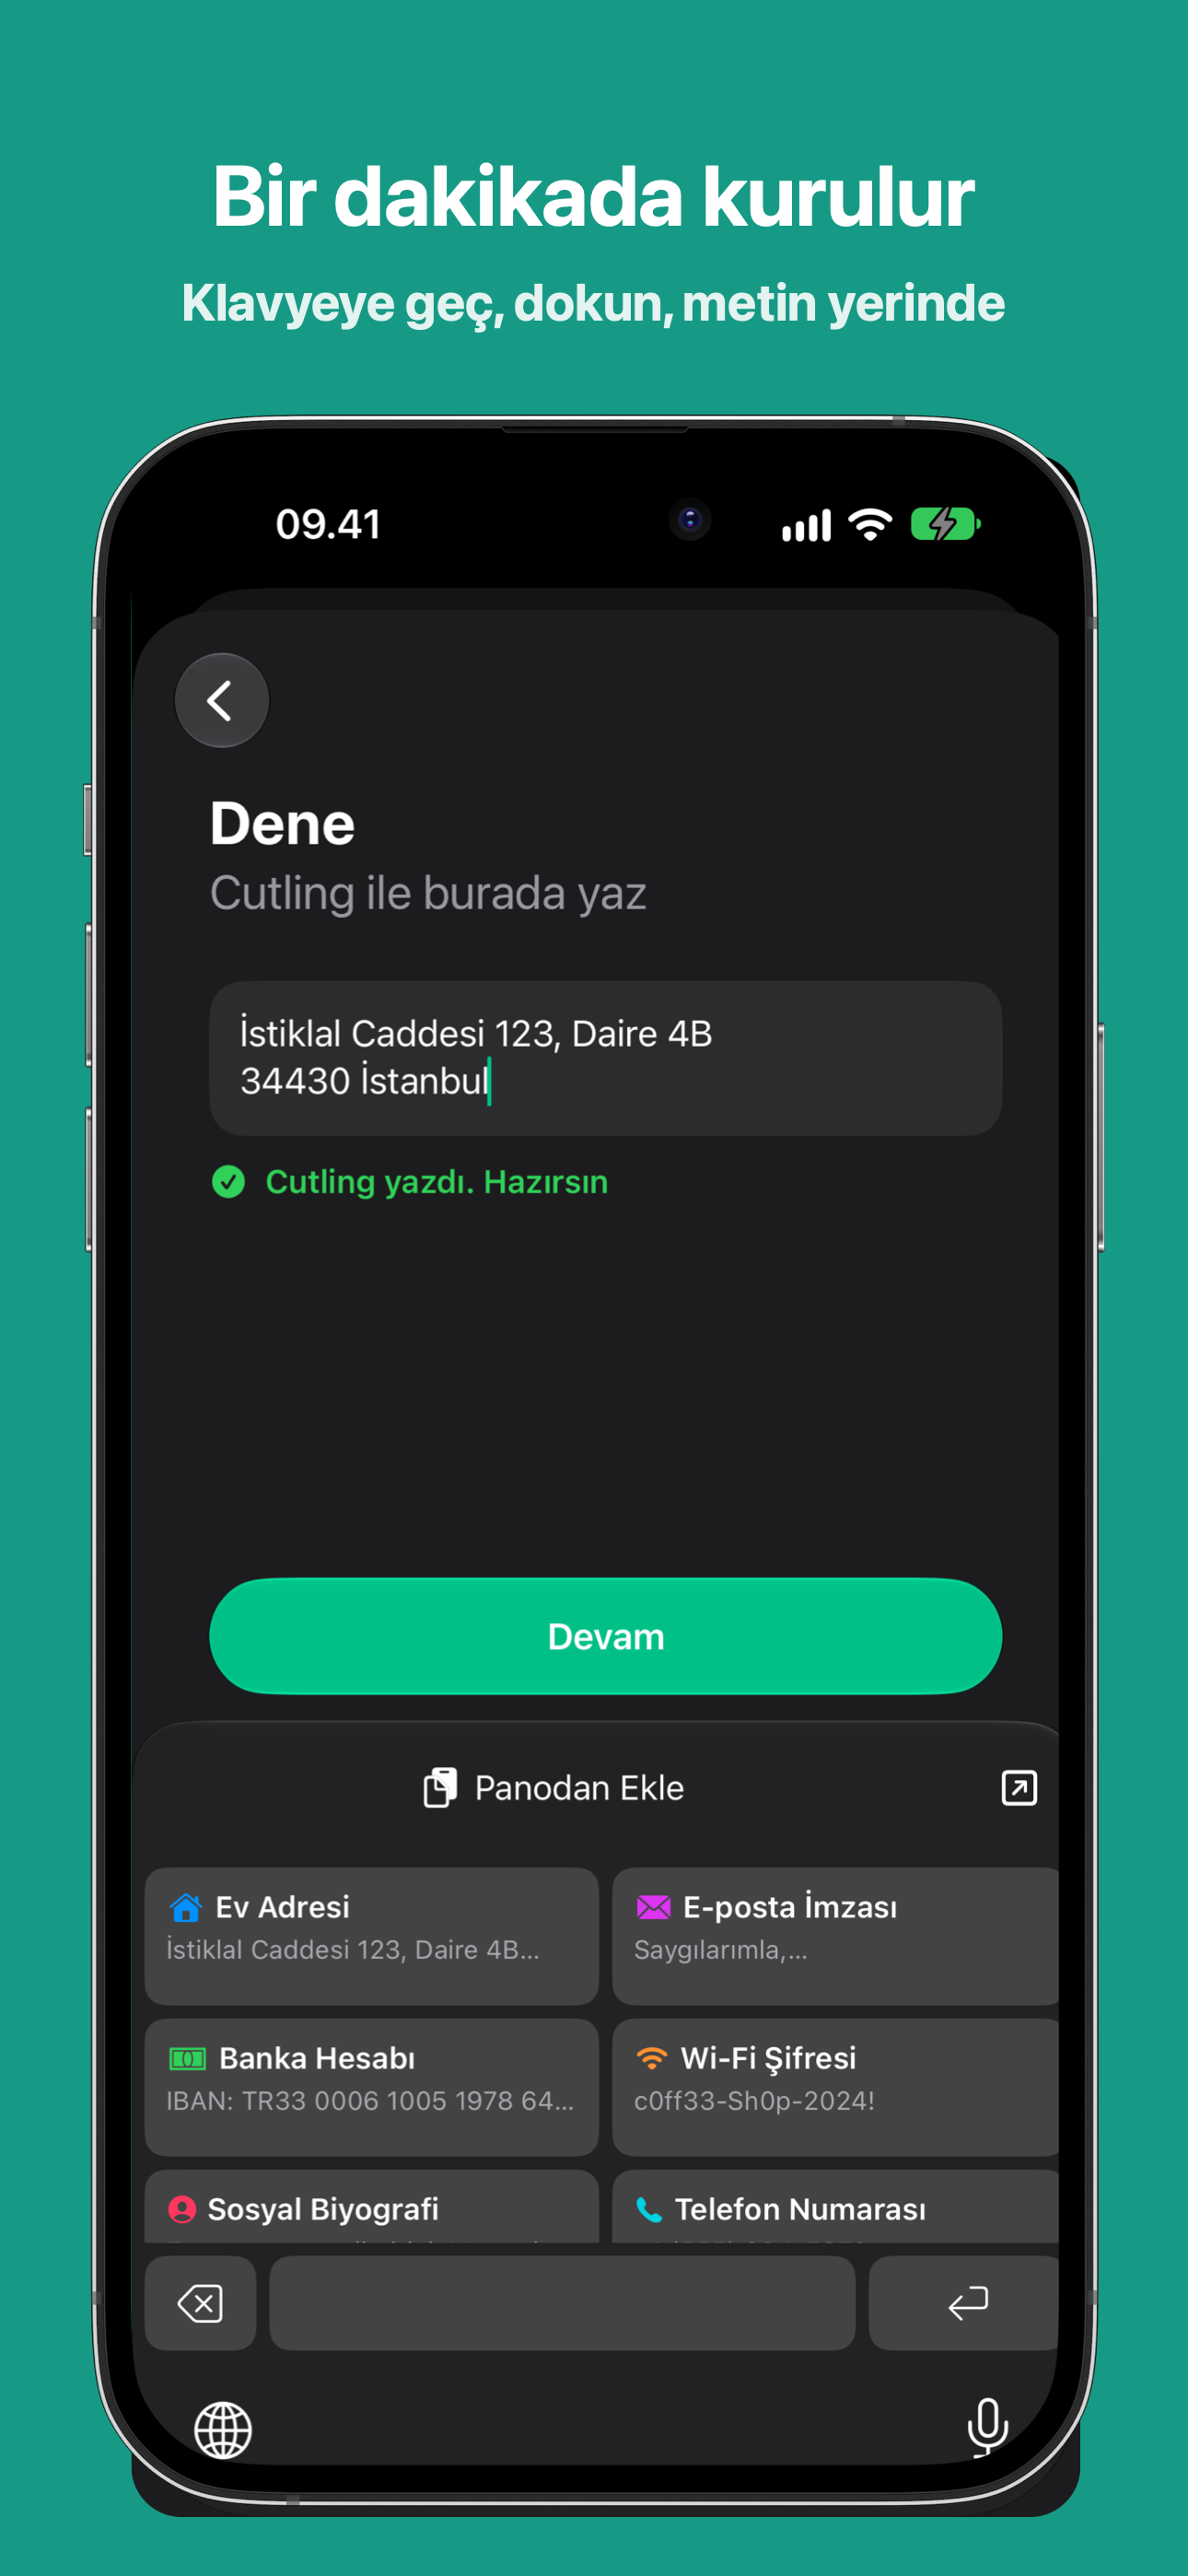 Bir dakikada kurulur
Klavyeye geç, dokun, metin yerinde
09.41
Dene
Cutling ile burada yaz
İstiklal Caddesi 123, Daire 4B
34430 İstanbul
Cutling yazdı. Hazırsın
Devam
Panodan Ekle
Ev Adresi
İstiklal Caddesi 123, Daire 4B...
E-posta İmzası
Saygılarımla,...
Banka Hesabı
IBAN: TR33 0006 1005 1978 64...
Wi-Fi Şifresi
c0ff33-Sh0p-2024!
Sosyal Biyografi
Telefon Numarası